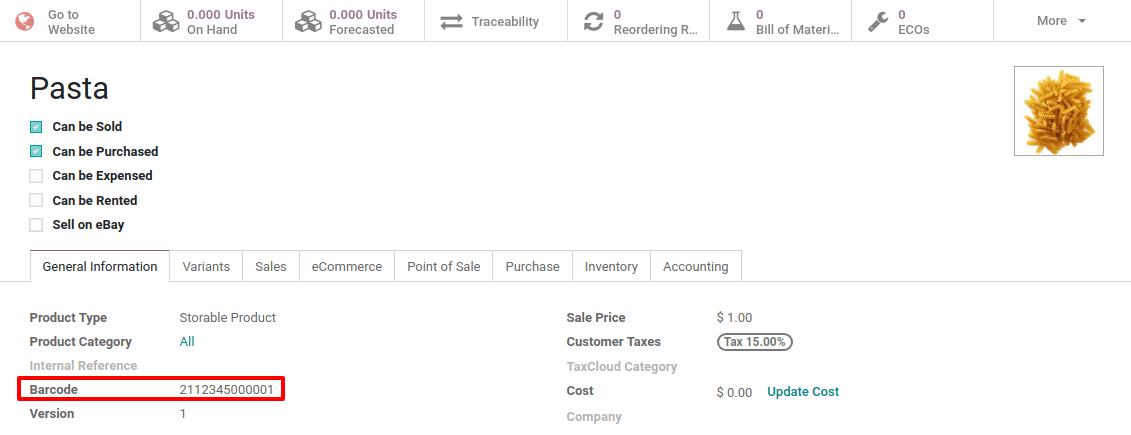 Go to Website
0.000 Units On Hand
0.000 Units Forecasted
Traceability
0 Reordering R...
0 Bill of Materi...
0 ECOs
More
Pasta
Can be Sold
Can be Purchased
Can be Expensed
Can be Rented
Sell on eBay
General Information Variants Sales eCommerce Point of Sale Purchase Inventory Accounting
Product Type Storable Product
Product Category All
Internal Reference
Barcode 2112345000001
Version 1
Sale Price $ 1.00
Customer Taxes Tax 15.00%
TaxCloud Category
Cost $ 0.00 Update Cost
Company